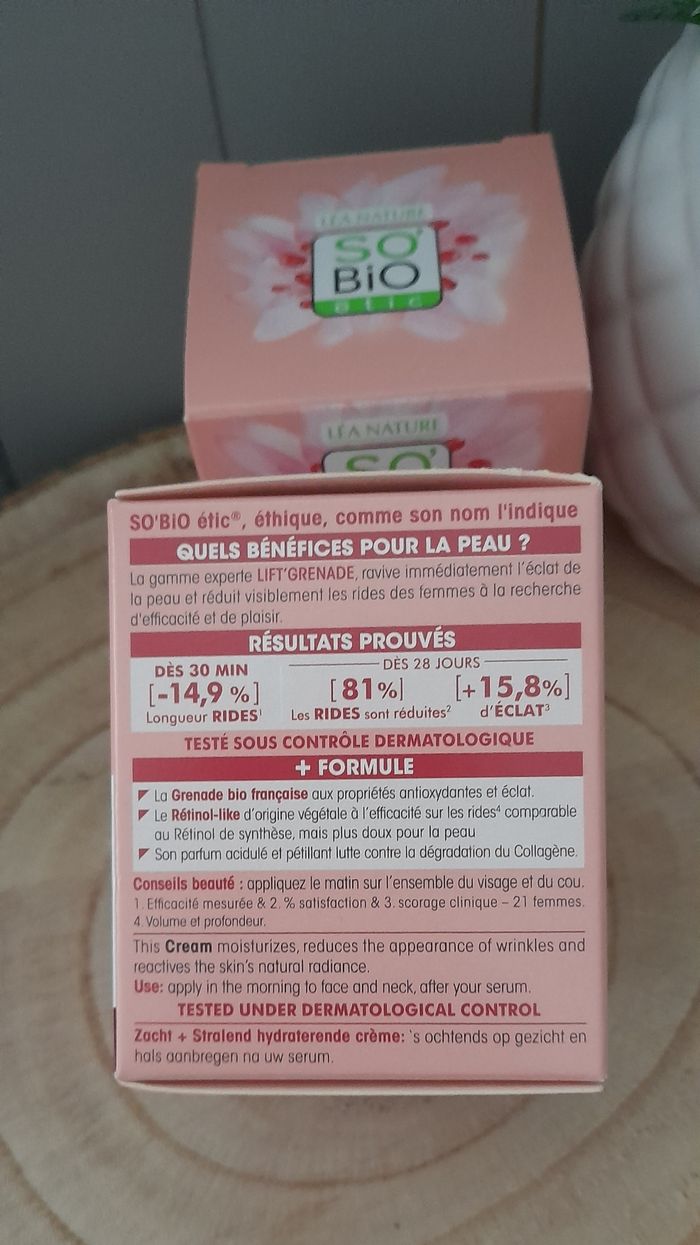 LÉA NATURE
SO'
BiO
étic
LÉA NATURE
SO'
SO'BiO étic®, éthique, comme son nom l'indique
QUELS BÉNÉFICES POUR LA PEAU ?
La gamme experte LIFT'GRENADE, ravive immédiatement l'éclat de
la peau et réduit visiblement les rides des femmes à la recherche
d'efficacité et de plaisir.
RÉSULTATS PROUVÉS
DÈS 30 MIN
[-14,9 %]
Longueur RIDES¹
DÈS 28 JOURS
[81%] [+15,8%]
Les RIDES sont réduites² d'ÉCLAT³
TESTÉ SOUS CONTRÔLE DERMATOLOGIQUE
+ FORMULE
La Grenade bio française aux propriétés antioxydantes et éclat.
Le Rétinol-like d'origine végétale à l'efficacité sur les rides⁴ comparable
au Rétinol de synthèse, mais plus doux pour la peau
Son parfum acidulé et pétillant lutte contre la dégradation du Collagène.
Conseils beauté : appliquez le matin sur l'ensemble du visage et du cou.
1. Efficacité mesurée & 2. % satisfaction & 3. scorage clinique – 21 femmes.
4. Volume et profondeur.
This Cream moisturizes, reduces the appearance of wrinkles and
reactives the skin's natural radiance.
Use: apply in the morning to face and neck, after your serum.
TESTED UNDER DERMATOLOGICAL CONTROL
Zacht + Stralend hydraterende crème: 's ochtends op gezicht en
hals aanbregen na uw serum.